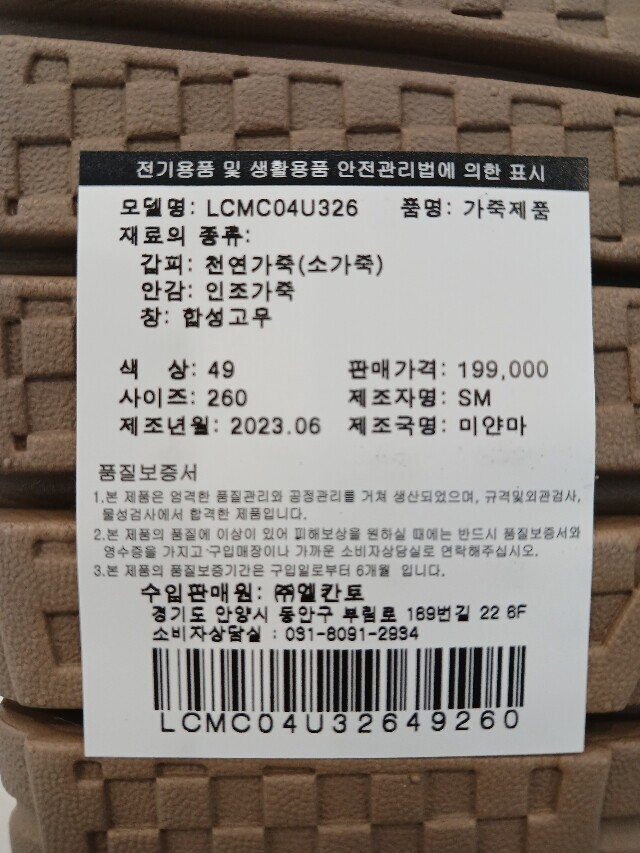 전기용품 및 생활용품 안전관리법에 의한 표시
모델명: LCMC04U326 품명: 가죽제품
재료의 종류:
갑피: 천연가죽(소가죽)
안감: 인조가죽
창: 합성고무
색 상: 49 판매가격: 199,000
사이즈: 260 제조자명: SM
제조년월: 2023.06 제조국명: 미얀마
품질보증서
1.본 제품은 엄격한 품질관리와 공정관리를 거쳐 생산되었으며, 규격및외관검사,
물성검사에서 합격한 제품입니다.
2.본 제품의 품질에 이상이 있어 피해보상을 원하실 때에는 반드시 품질보증서와
영수증을 가지고 구입매장이나 가까운 소비자상담실로 연락해주십시오.
3.본 제품의 품질보증기간은 구입일로부터 6개월 입니다.
수입판매원: ㈜엘칸토
경기도 안양시 동안구 부림로 169번길 22 6F
소비자상담실 : 031-8091-2934
LCMC04U32649260